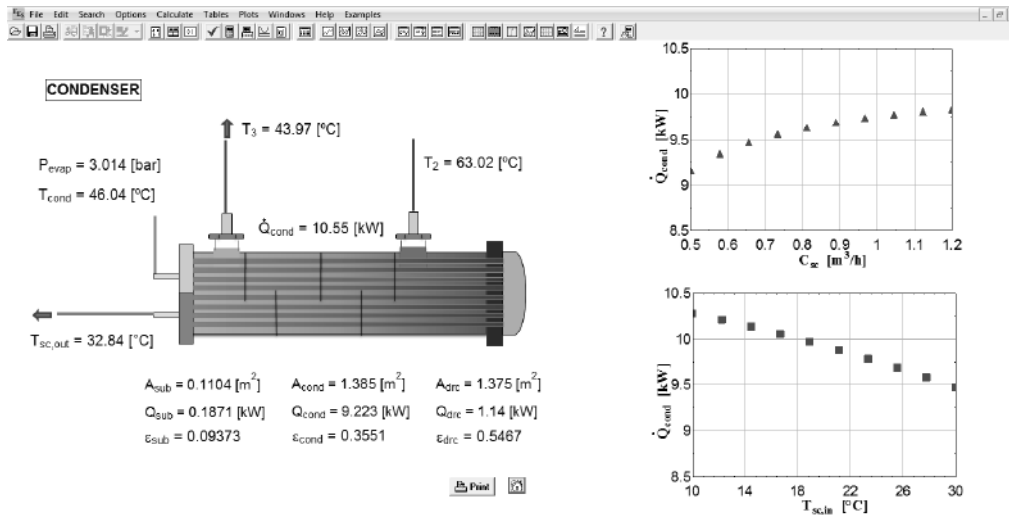 File Edit Search Options Calculate Tables Plots Windows Help Examples
CONDENSER
T3 = 43.97 [ºC]
T2 = 63.02 [ºC]
Pevap = 3.014 [bar]
Tcond = 46.04 [ºC]
Q̇cond = 10.55 [kW]
Tsc,out = 32.84 [°C]
Asub = 0.1104 [m²] Acond = 1.385 [m²] Adrc = 1.375 [m²]
Qsub = 0.1871 [kW] Qcond = 9.223 [kW] Qdrc = 1.14 [kW]
εsub = 0.09373 εcond = 0.3551 εdrc = 0.5467
Print
10.5
10
9.5
9
8.5
Q̇cond [kW]
0.5 0.6 0.7 0.8 0.9 1 1.1 1.2
Csc [m³/h]
10.5
10
9.5
9
8.5
Q̇cond [kW]
10 14 18 22 26 30
Tsc,in [°C]